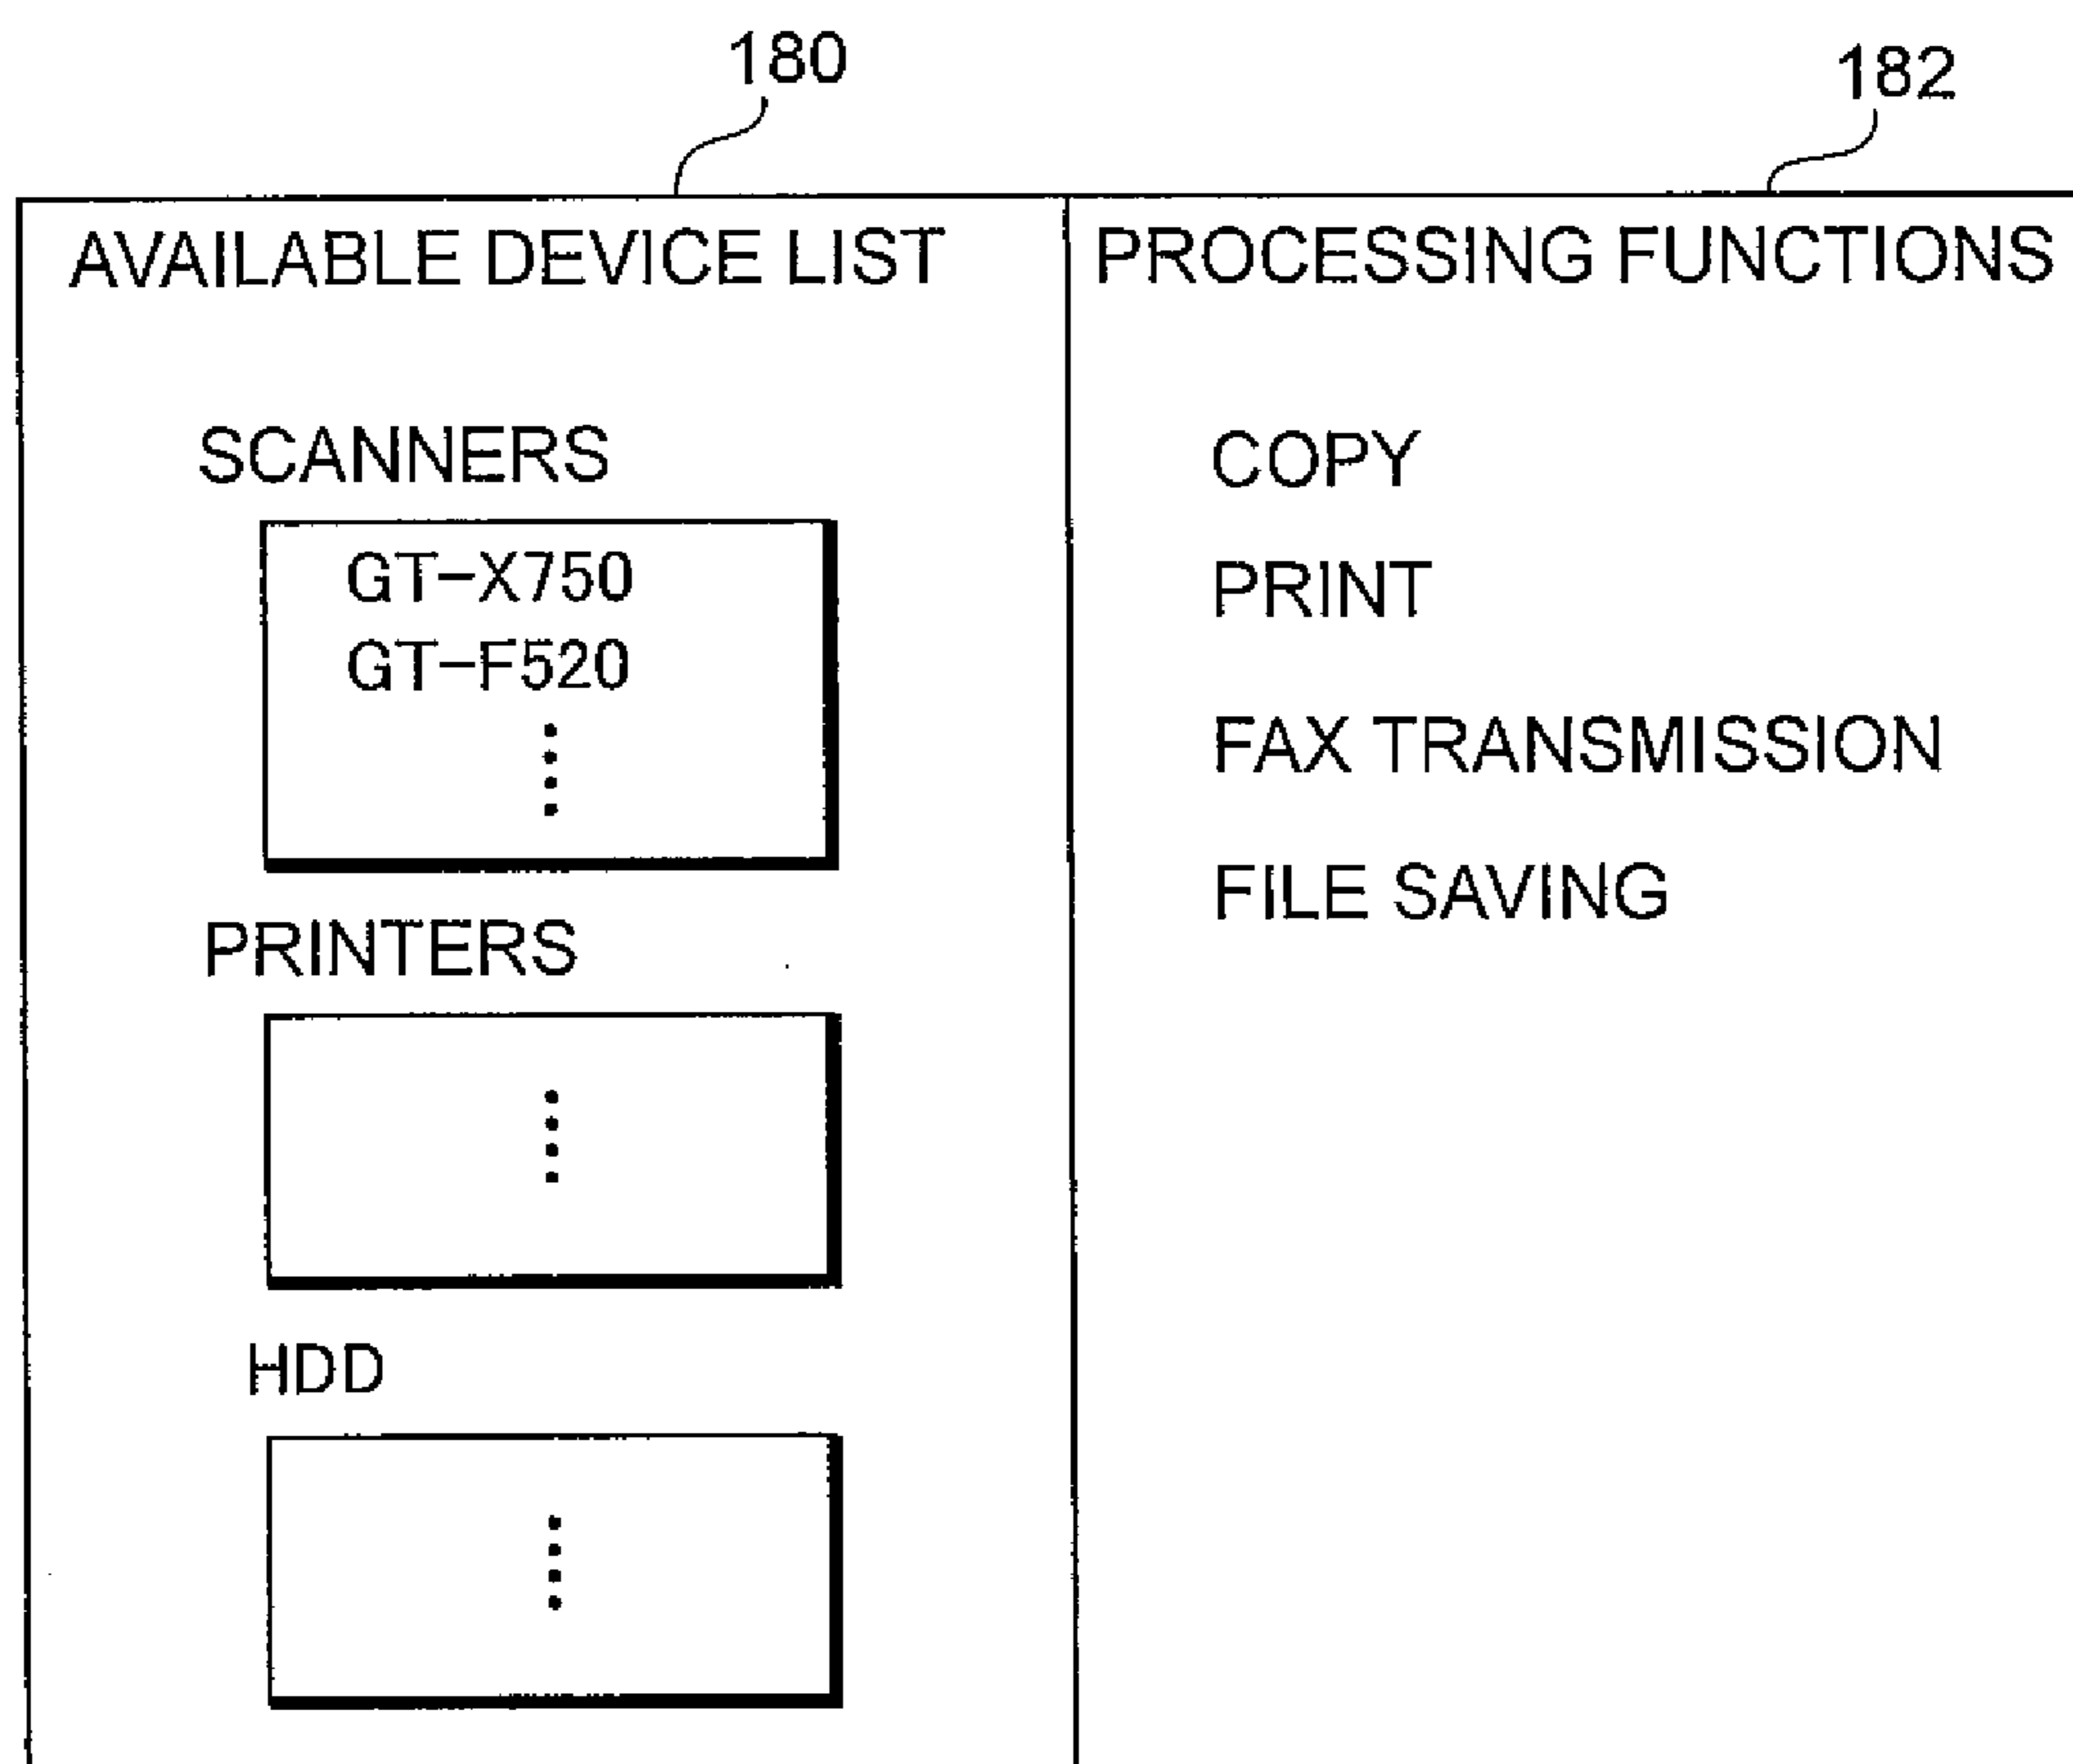 180
182
AVAILABLE DEVICE LIST
SCANNERS
GT-X750
GT-F520
PRINTERS
HDD
PROCESSING FUNCTIONS
COPY
PRINT
FAX TRANSMISSION
FILE SAVING